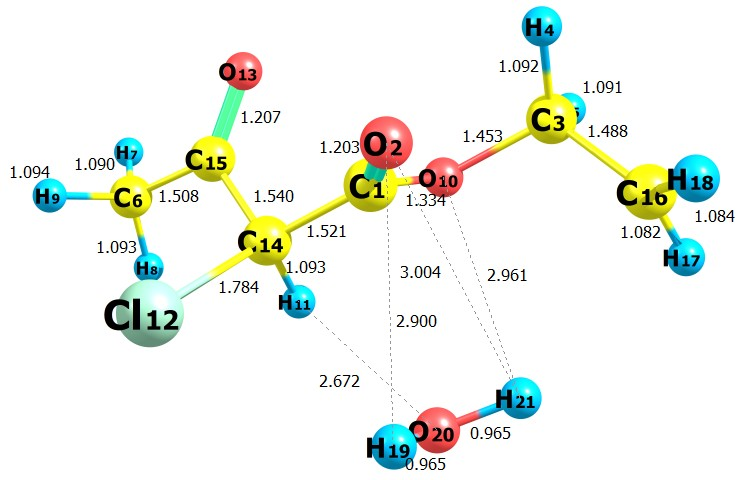 H4
1.092
1.091
O13
5
C3
1.207
O2
1.453
1.488
1.203
H7
1.090
C15
1.094
H9
C6
1.508
1.540
C1
O10
1.334
C16
H18
1.084
1.521
1.082
C14
1.093
H8
1.093
H17
3.004
2.961
1.784
H11
Cl12
2.900
2.672
H21
O20
0.965
H19
0.965